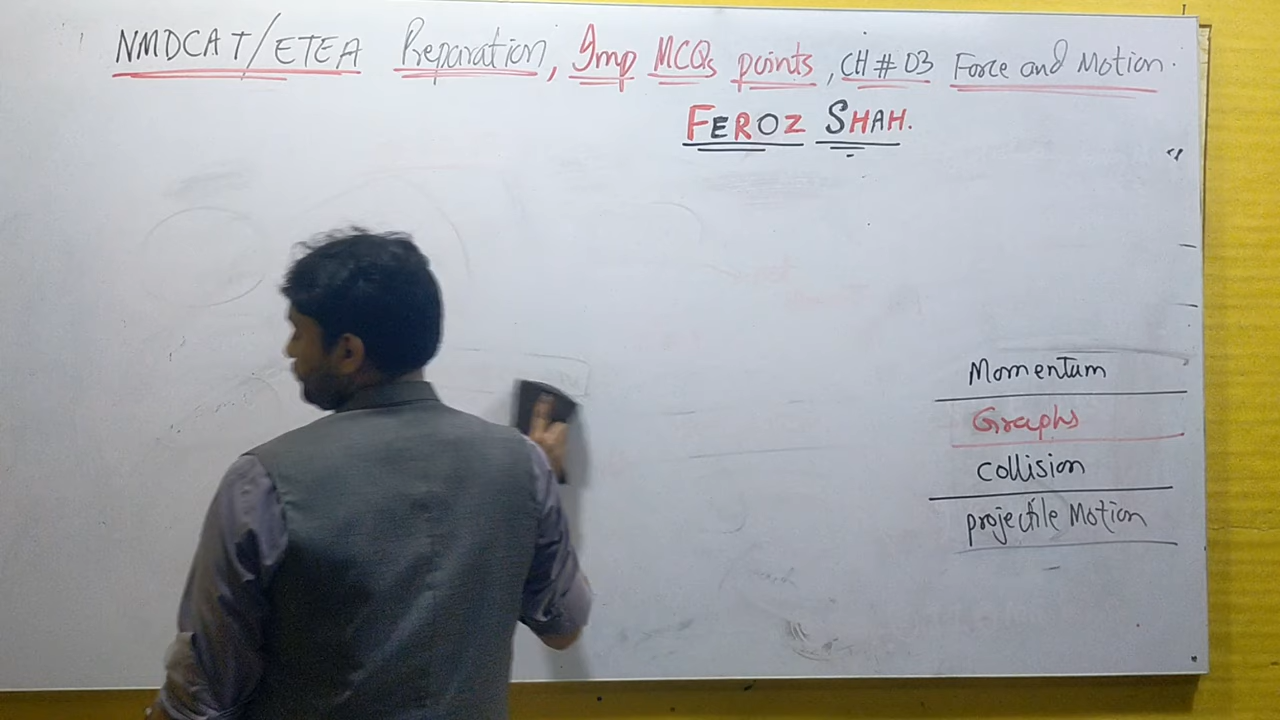 NMDCAT/ETEA Preparation, Imp MCQs points, CH # 03 Force and Motion.
FEROZ SHAH.
Momentum
Graphs
collision
projectile Motion